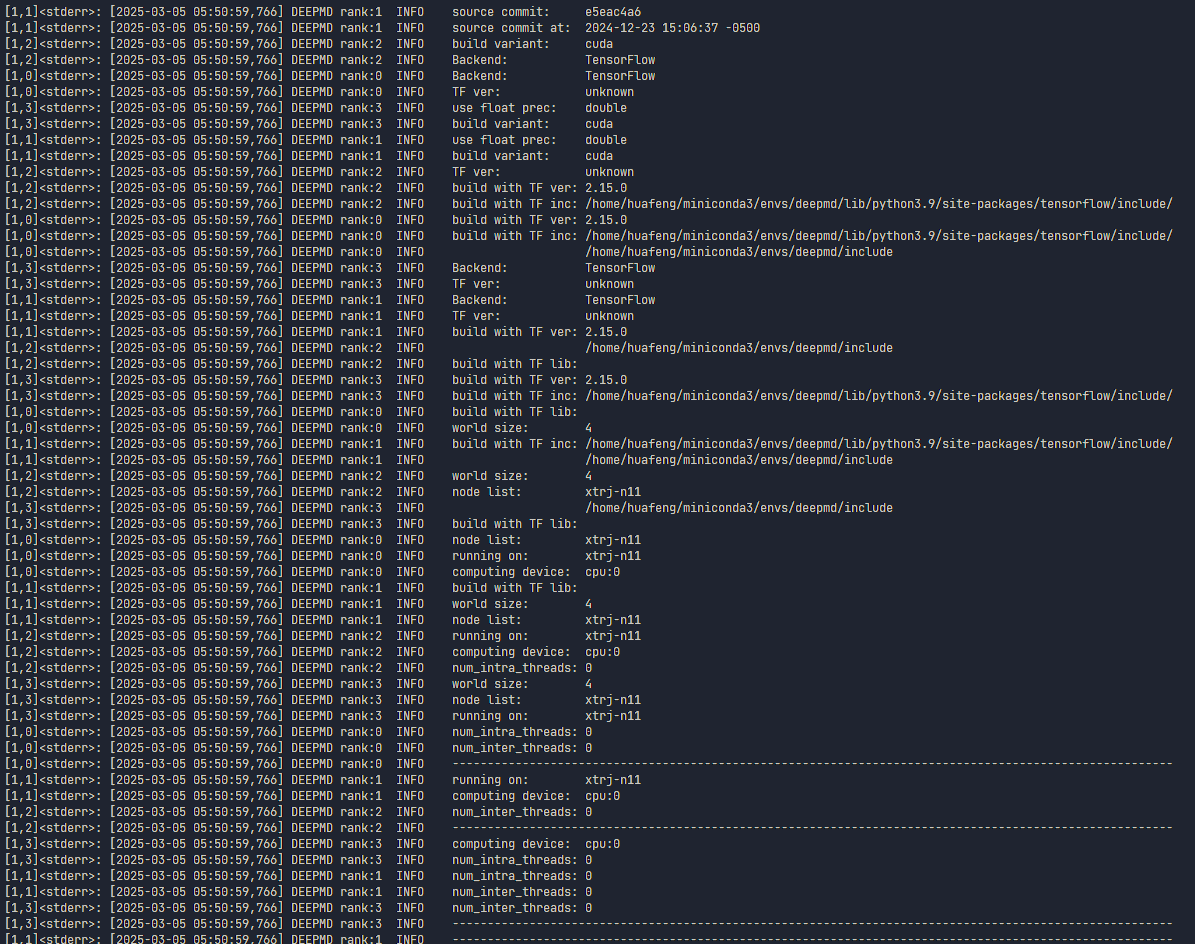 [1,1]<stderr>: [2025-03-05 05:50:59,766] DEEPMD rank:1  INFO    source commit:     e5eac4a6
[1,1]<stderr>: [2025-03-05 05:50:59,766] DEEPMD rank:1  INFO    source commit at:  2024-12-23 15:06:37 -0500
[1,2]<stderr>: [2025-03-05 05:50:59,766] DEEPMD rank:2  INFO    build variant:     cuda
[1,2]<stderr>: [2025-03-05 05:50:59,766] DEEPMD rank:2  INFO    Backend:           TensorFlow
[1,0]<stderr>: [2025-03-05 05:50:59,766] DEEPMD rank:0  INFO    Backend:           TensorFlow
[1,0]<stderr>: [2025-03-05 05:50:59,766] DEEPMD rank:0  INFO    TF ver:            unknown
[1,3]<stderr>: [2025-03-05 05:50:59,766] DEEPMD rank:3  INFO    use float prec:    double
[1,3]<stderr>: [2025-03-05 05:50:59,766] DEEPMD rank:3  INFO    build variant:     cuda
[1,1]<stderr>: [2025-03-05 05:50:59,766] DEEPMD rank:1  INFO    use float prec:    double
[1,1]<stderr>: [2025-03-05 05:50:59,766] DEEPMD rank:1  INFO    build variant:     cuda
[1,2]<stderr>: [2025-03-05 05:50:59,766] DEEPMD rank:2  INFO    TF ver:            unknown
[1,2]<stderr>: [2025-03-05 05:50:59,766] DEEPMD rank:2  INFO    build with TF ver: 2.15.0
[1,2]<stderr>: [2025-03-05 05:50:59,766] DEEPMD rank:2  INFO    build with TF inc: /home/huafeng/miniconda3/envs/deepmd/lib/python3.9/site-packages/tensorflow/include/
[1,0]<stderr>: [2025-03-05 05:50:59,766] DEEPMD rank:0  INFO    build with TF ver: 2.15.0
[1,0]<stderr>: [2025-03-05 05:50:59,766] DEEPMD rank:0  INFO    build with TF inc: /home/huafeng/miniconda3/envs/deepmd/lib/python3.9/site-packages/tensorflow/include/
[1,0]<stderr>: [2025-03-05 05:50:59,766] DEEPMD rank:0  INFO                       /home/huafeng/miniconda3/envs/deepmd/include
[1,3]<stderr>: [2025-03-05 05:50:59,766] DEEPMD rank:3  INFO    Backend:           TensorFlow
[1,3]<stderr>: [2025-03-05 05:50:59,766] DEEPMD rank:3  INFO    TF ver:            unknown
[1,1]<stderr>: [2025-03-05 05:50:59,766] DEEPMD rank:1  INFO    Backend:           TensorFlow
[1,1]<stderr>: [2025-03-05 05:50:59,766] DEEPMD rank:1  INFO    TF ver:            unknown
[1,1]<stderr>: [2025-03-05 05:50:59,766] DEEPMD rank:1  INFO    build with TF ver: 2.15.0
[1,2]<stderr>: [2025-03-05 05:50:59,766] DEEPMD rank:2  INFO                       /home/huafeng/miniconda3/envs/deepmd/include
[1,2]<stderr>: [2025-03-05 05:50:59,766] DEEPMD rank:2  INFO    build with TF lib:
[1,3]<stderr>: [2025-03-05 05:50:59,766] DEEPMD rank:3  INFO    build with TF ver: 2.15.0
[1,3]<stderr>: [2025-03-05 05:50:59,766] DEEPMD rank:3  INFO    build with TF inc: /home/huafeng/miniconda3/envs/deepmd/lib/python3.9/site-packages/tensorflow/include/
[1,0]<stderr>: [2025-03-05 05:50:59,766] DEEPMD rank:0  INFO    build with TF lib:
[1,0]<stderr>: [2025-03-05 05:50:59,766] DEEPMD rank:0  INFO    world size:        4
[1,1]<stderr>: [2025-03-05 05:50:59,766] DEEPMD rank:1  INFO    build with TF inc: /home/huafeng/miniconda3/envs/deepmd/lib/python3.9/site-packages/tensorflow/include/
[1,1]<stderr>: [2025-03-05 05:50:59,766] DEEPMD rank:1  INFO                       /home/huafeng/miniconda3/envs/deepmd/include
[1,2]<stderr>: [2025-03-05 05:50:59,766] DEEPMD rank:2  INFO    world size:        4
[1,2]<stderr>: [2025-03-05 05:50:59,766] DEEPMD rank:2  INFO    node list:         xtrj-n11
[1,3]<stderr>: [2025-03-05 05:50:59,766] DEEPMD rank:3  INFO                       /home/huafeng/miniconda3/envs/deepmd/include
[1,3]<stderr>: [2025-03-05 05:50:59,766] DEEPMD rank:3  INFO    build with TF lib:
[1,0]<stderr>: [2025-03-05 05:50:59,766] DEEPMD rank:0  INFO    node list:         xtrj-n11
[1,0]<stderr>: [2025-03-05 05:50:59,766] DEEPMD rank:0  INFO    running on:        xtrj-n11
[1,0]<stderr>: [2025-03-05 05:50:59,766] DEEPMD rank:0  INFO    computing device:  cpu:0
[1,1]<stderr>: [2025-03-05 05:50:59,766] DEEPMD rank:1  INFO    build with TF lib:
[1,1]<stderr>: [2025-03-05 05:50:59,766] DEEPMD rank:1  INFO    world size:        4
[1,1]<stderr>: [2025-03-05 05:50:59,766] DEEPMD rank:1  INFO    node list:         xtrj-n11
[1,2]<stderr>: [2025-03-05 05:50:59,766] DEEPMD rank:2  INFO    running on:        xtrj-n11
[1,2]<stderr>: [2025-03-05 05:50:59,766] DEEPMD rank:2  INFO    computing device:  cpu:0
[1,2]<stderr>: [2025-03-05 05:50:59,766] DEEPMD rank:2  INFO    num_intra_threads: 0
[1,3]<stderr>: [2025-03-05 05:50:59,766] DEEPMD rank:3  INFO    world size:        4
[1,3]<stderr>: [2025-03-05 05:50:59,766] DEEPMD rank:3  INFO    node list:         xtrj-n11
[1,3]<stderr>: [2025-03-05 05:50:59,766] DEEPMD rank:3  INFO    running on:        xtrj-n11
[1,0]<stderr>: [2025-03-05 05:50:59,766] DEEPMD rank:0  INFO    num_intra_threads: 0
[1,0]<stderr>: [2025-03-05 05:50:59,766] DEEPMD rank:0  INFO    num_inter_threads: 0
[1,0]<stderr>: [2025-03-05 05:50:59,766] DEEPMD rank:0  INFO    -------------------------------------------------------------------------------------------------------
[1,1]<stderr>: [2025-03-05 05:50:59,766] DEEPMD rank:1  INFO    running on:        xtrj-n11
[1,1]<stderr>: [2025-03-05 05:50:59,766] DEEPMD rank:1  INFO    computing device:  cpu:0
[1,2]<stderr>: [2025-03-05 05:50:59,766] DEEPMD rank:2  INFO    num_inter_threads: 0
[1,2]<stderr>: [2025-03-05 05:50:59,766] DEEPMD rank:2  INFO    -------------------------------------------------------------------------------------------------------
[1,3]<stderr>: [2025-03-05 05:50:59,766] DEEPMD rank:3  INFO    computing device:  cpu:0
[1,3]<stderr>: [2025-03-05 05:50:59,766] DEEPMD rank:3  INFO    num_intra_threads: 0
[1,1]<stderr>: [2025-03-05 05:50:59,766] DEEPMD rank:1  INFO    num_intra_threads: 0
[1,1]<stderr>: [2025-03-05 05:50:59,766] DEEPMD rank:1  INFO    num_inter_threads: 0
[1,3]<stderr>: [2025-03-05 05:50:59,766] DEEPMD rank:3  INFO    num_inter_threads: 0
[1,3]<stderr>: [2025-03-05 05:50:59,766] DEEPMD rank:3  INFO    -------------------------------------------------------------------------------------------------------
[1,1]<stderr>: [2025-03-05 05:50:59,766] DEEPMD rank:1  INFO    -------------------------------------------------------------------------------------------------------